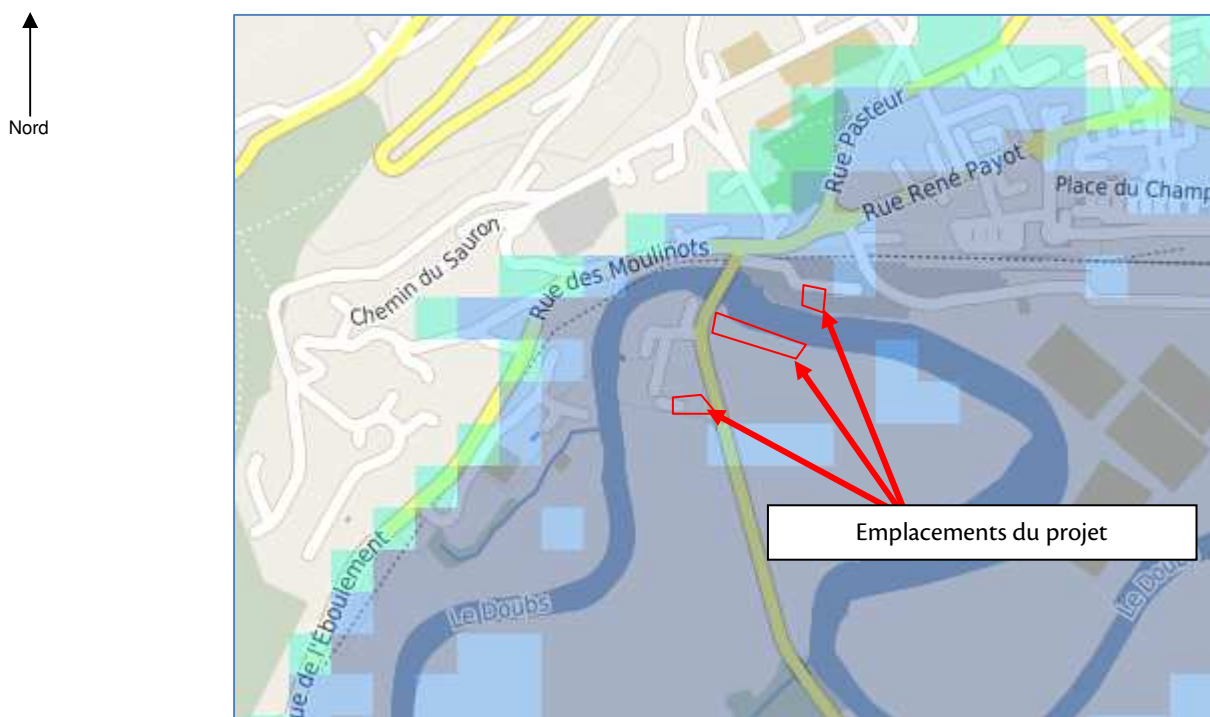 Nord
Rue Pasteur
Rue René Payot
Place du Champ
Chemin du Sauron
Rue des Moulinots
Emplacements du projet
Le Doubs
Le Doubs
ue de l'Éboulement